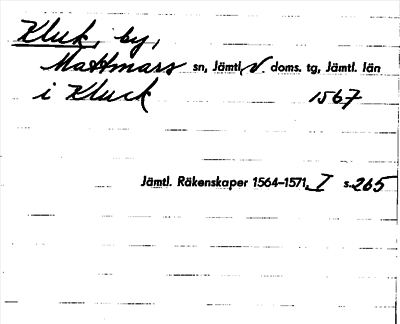 Kluk, by,
Mattmars sn, Jämtl. V. doms. tg, Jämtl. län
i Kluck 1567
Jämtl. Räkenskaper 1564–1571, I s. 265